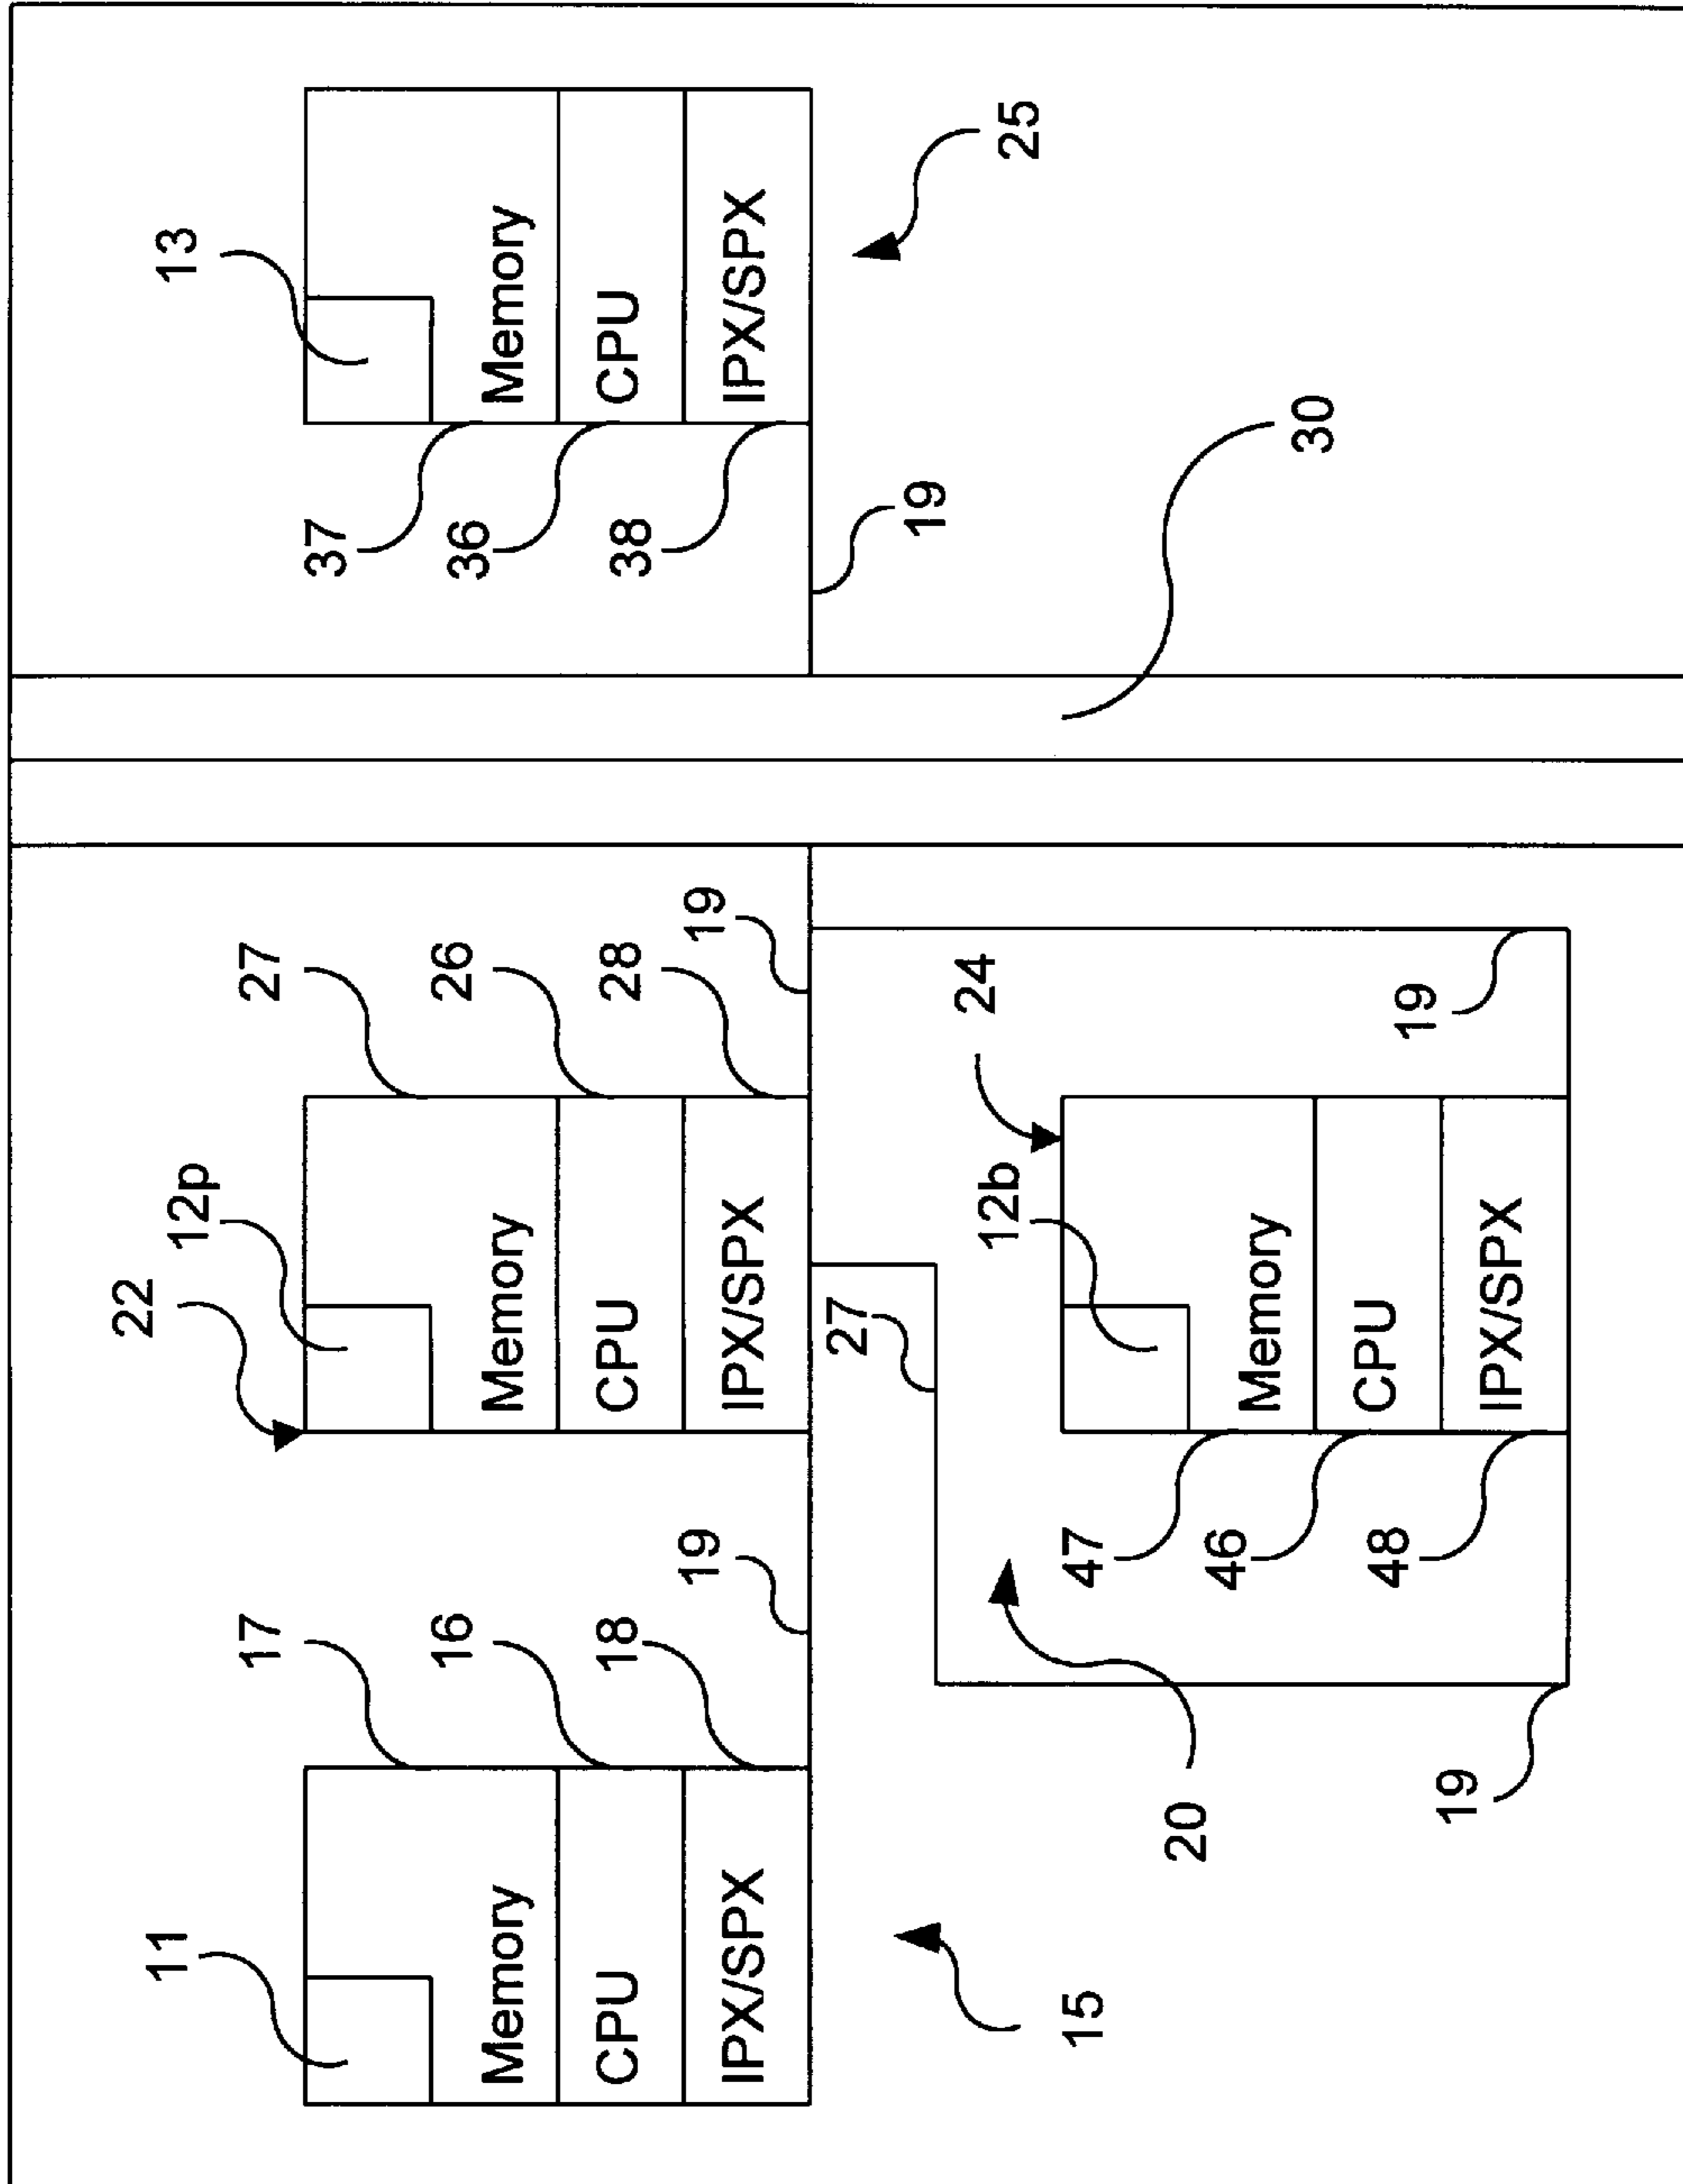 22
11
12p
13
17
27
37
16
26
36
Memory
Memory
Memory
18
28
38
CPU
CPU
CPU
19
19
IPX/SPX
IPX/SPX
IPX/SPX
27
19
24
12b
25
15
47
20
46
Memory
30
CPU
48
19
19
IPX/SPX